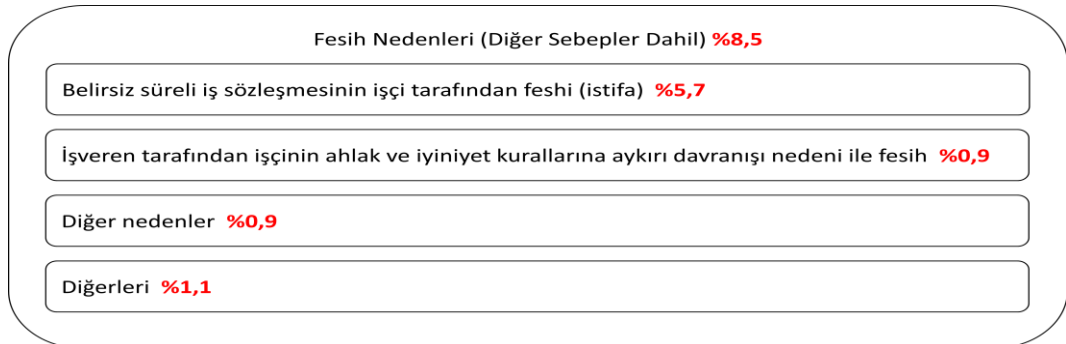 Fesih Nedenleri (Diğer Sebepler Dahil) %8,5
Belirsiz süreli iş sözleşmesinin işçi tarafından feshi (istifa) %5,7
İşveren tarafından işçinin ahlak ve iyiniyet kurallarına aykırı davranışı nedeni ile fesih %0,9
Diğer nedenler %0,9
Diğerleri %1,1